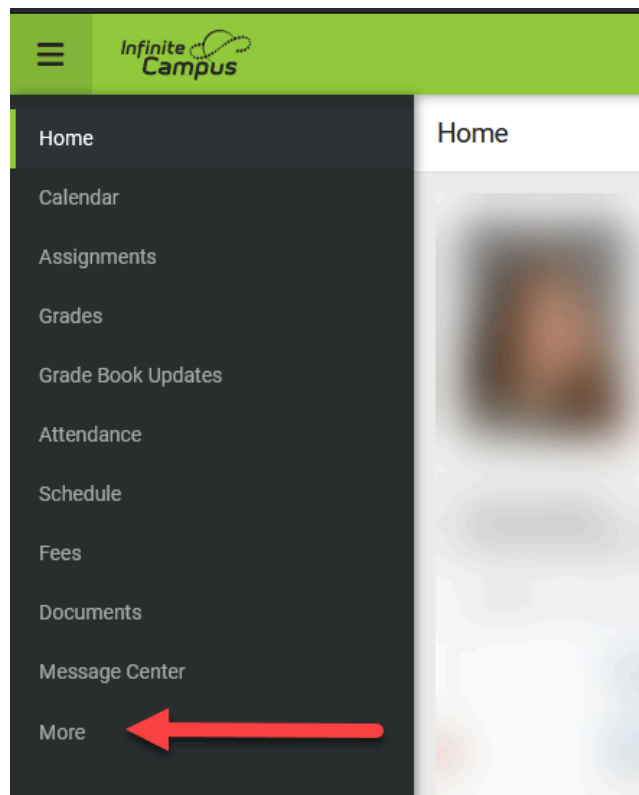 Infinite
Campus
Home
Home
Calendar
Assignments
Grades
Grade Book Updates
Attendance
Schedule
Fees
Documents
Message Center
More